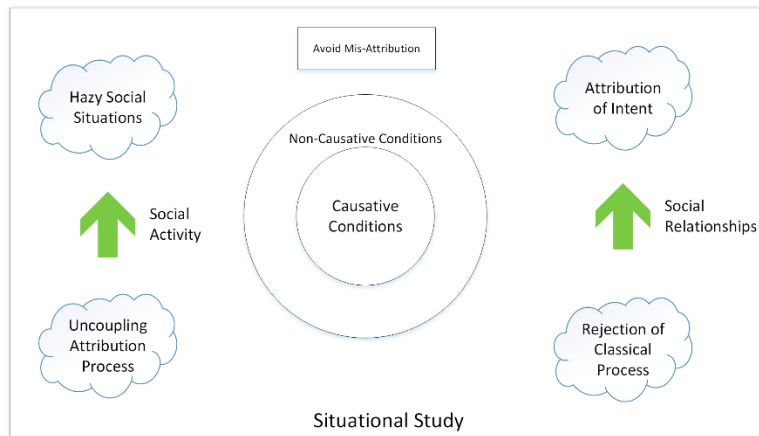 Avoid Mis-Attribution
Hazy Social
Situations
Attribution
of Intent
Non-Causative Conditions
Causative
Conditions
Social
Activity
Social
Relationships
Uncoupling
Attribution
Process
Rejection of
Classical
Process
Situational Study